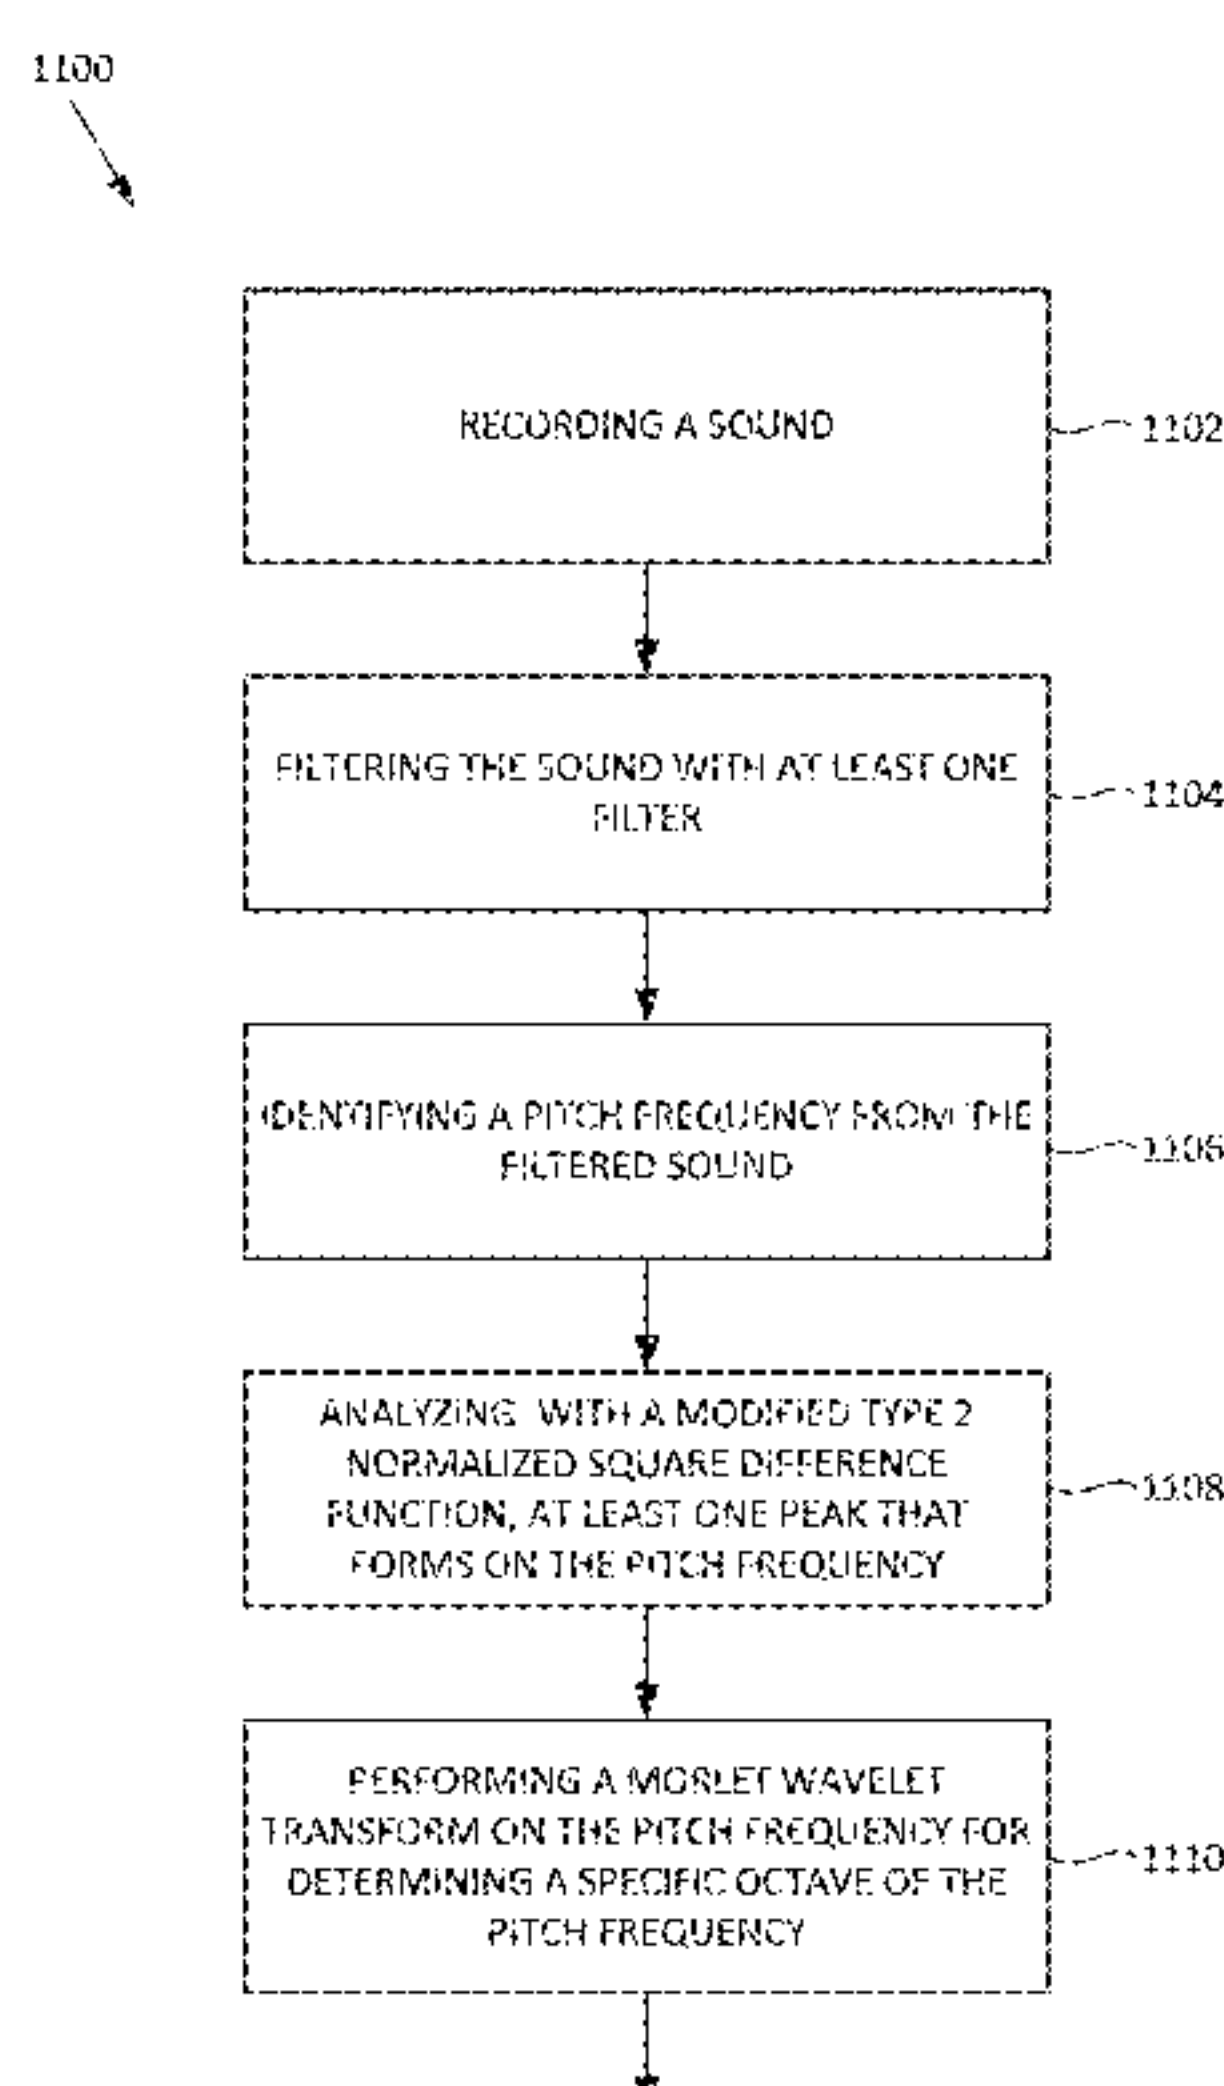 1100
RECORDING A SOUND
1102
FILTERING THE SOUND WITH AT LEAST ONE
FILTER
1104
IDENTIFYING A PITCH FREQUENCY FROM THE
FILTERED SOUND
1106
ANALYZING WITH A MODIFIED TYPE 2
NORMALIZED SQUARE DIFFERENCE
FUNCTION, AT LEAST ONE PEAK THAT
FORMS ON THE PITCH FREQUENCY
1108
PERFORMING A MORLET WAVELET
TRANSFORM ON THE PITCH FREQUENCY FOR
DETERMINING A SPECIFIC OCTAVE OF THE
PITCH FREQUENCY
1110